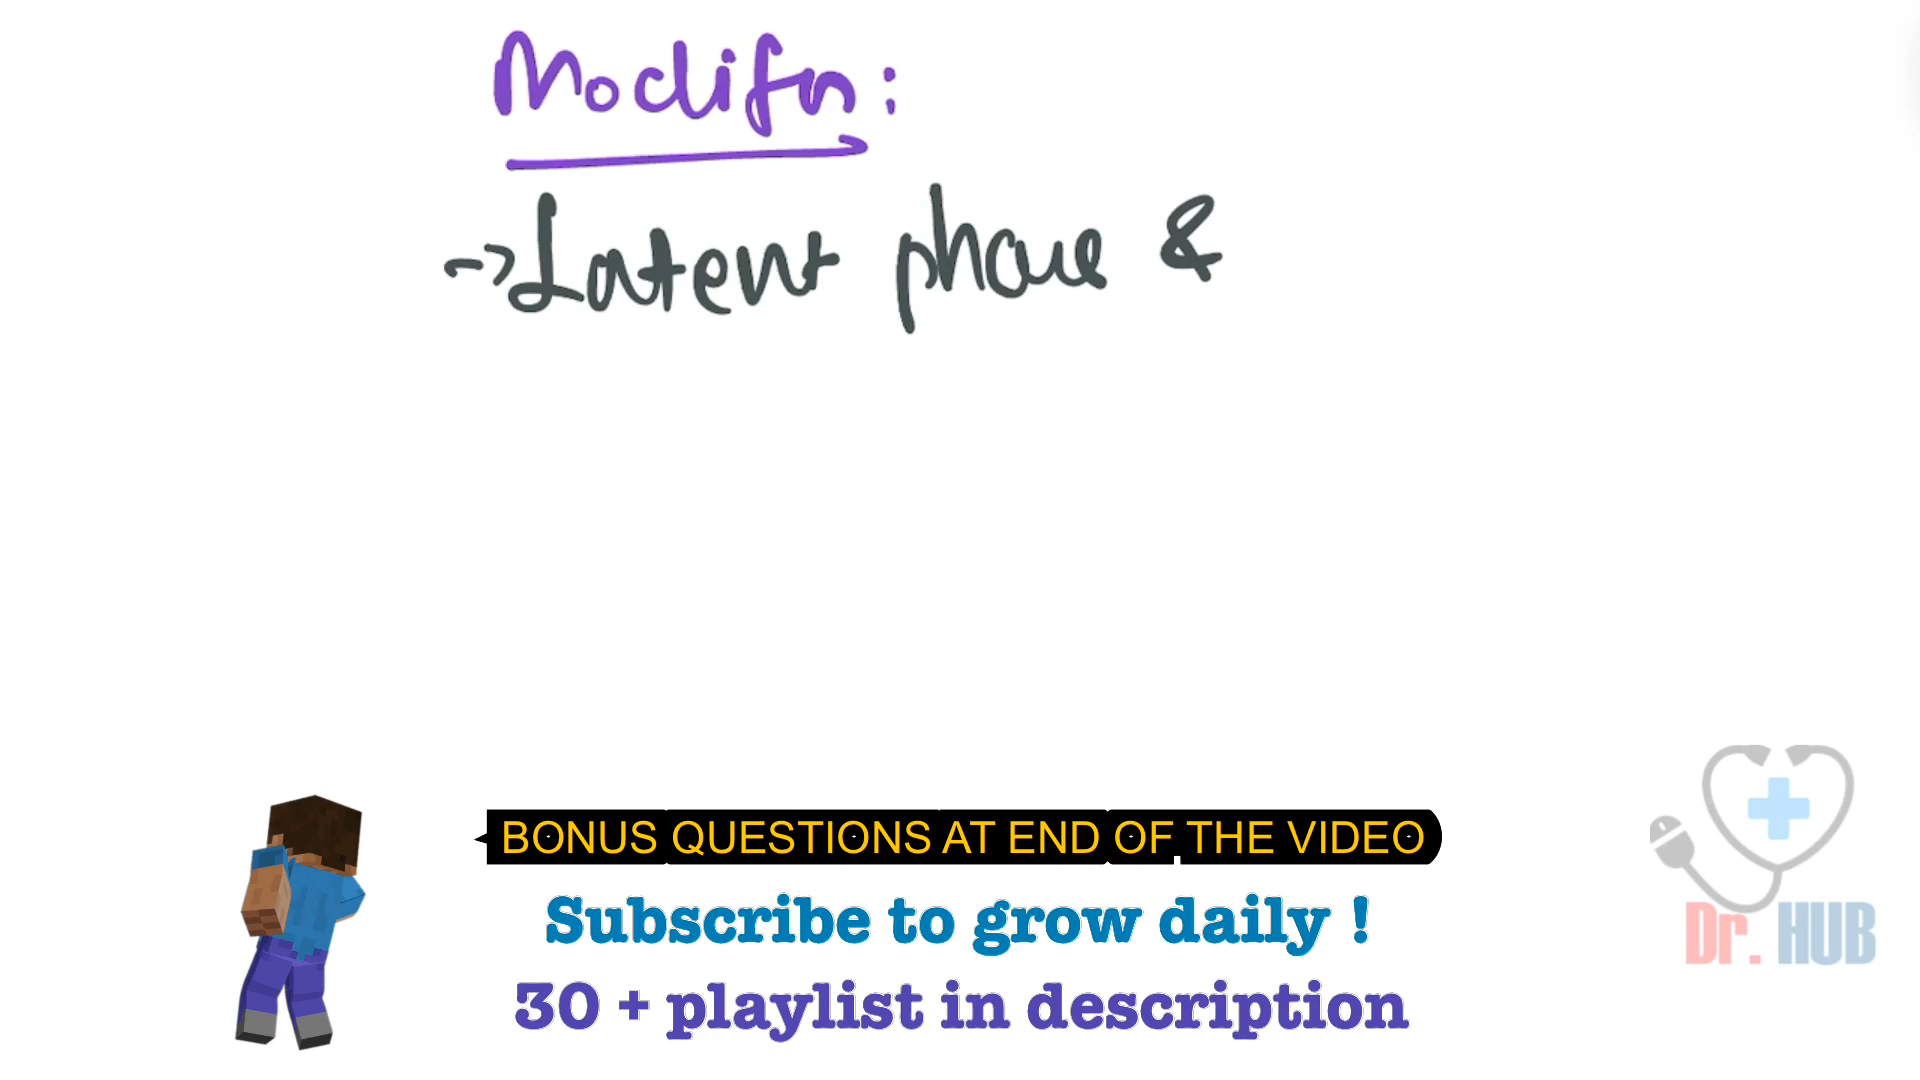 Modifn:
->Latent phase &
BONUS QUESTIONS AT END OF THE VIDEO
Subscribe to grow daily !
30 + playlist in description
Dr. HUB